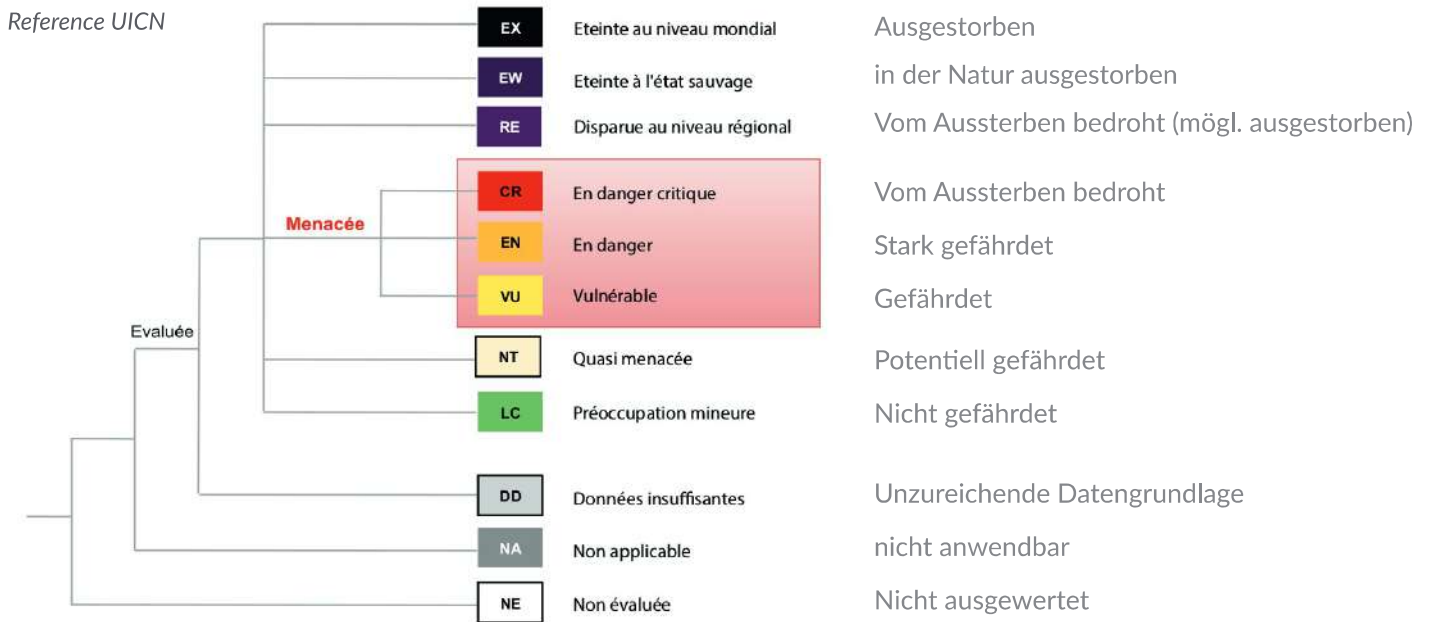 Reference UICN
EX Eteinte au niveau mondial Ausgestorben
EW Eteinte à l'état sauvage in der Natur ausgestorben
RE Disparue au niveau régional Vom Aussterben bedroht (mögl. ausgestorben)
CR En danger critique Vom Aussterben bedroht
Menacée
EN En danger Stark gefährdet
VU Vulnérable Gefährdet
Evaluée
NT Quasi menacée Potentiell gefährdet
LC Préoccupation mineure Nicht gefährdet
DD Données insuffisantes Unzureichende Datengrundlage
NA Non applicable nicht anwendbar
NE Non évaluée Nicht ausgewertet